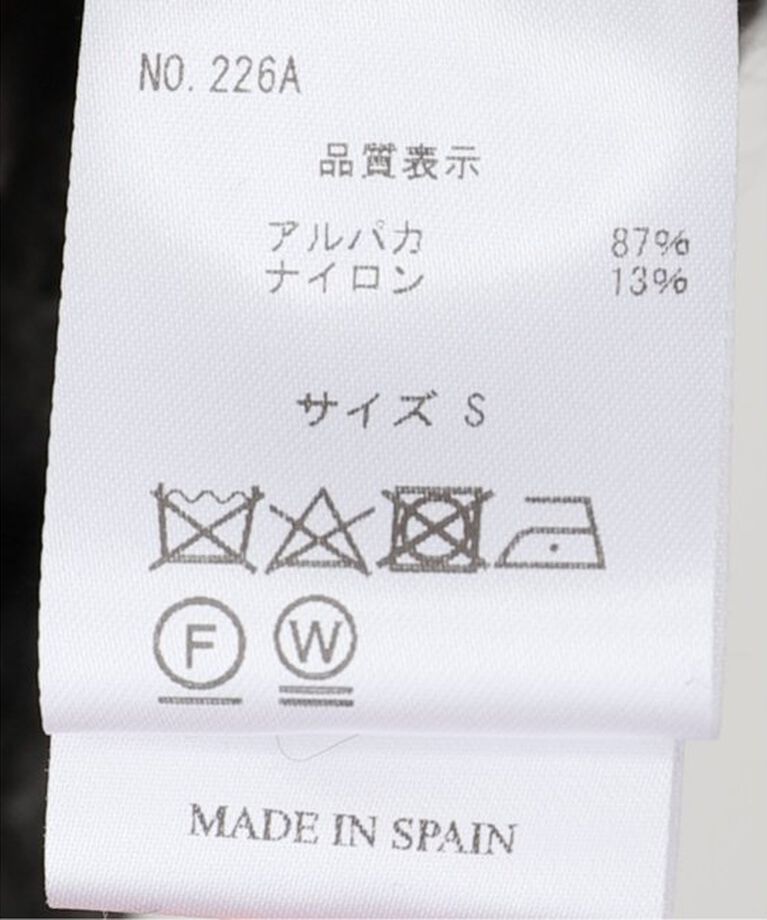 NO. 226A
品質表示
アルパカ 87%
ナイロン 13%
サイズ S
F W
MADE IN SPAIN